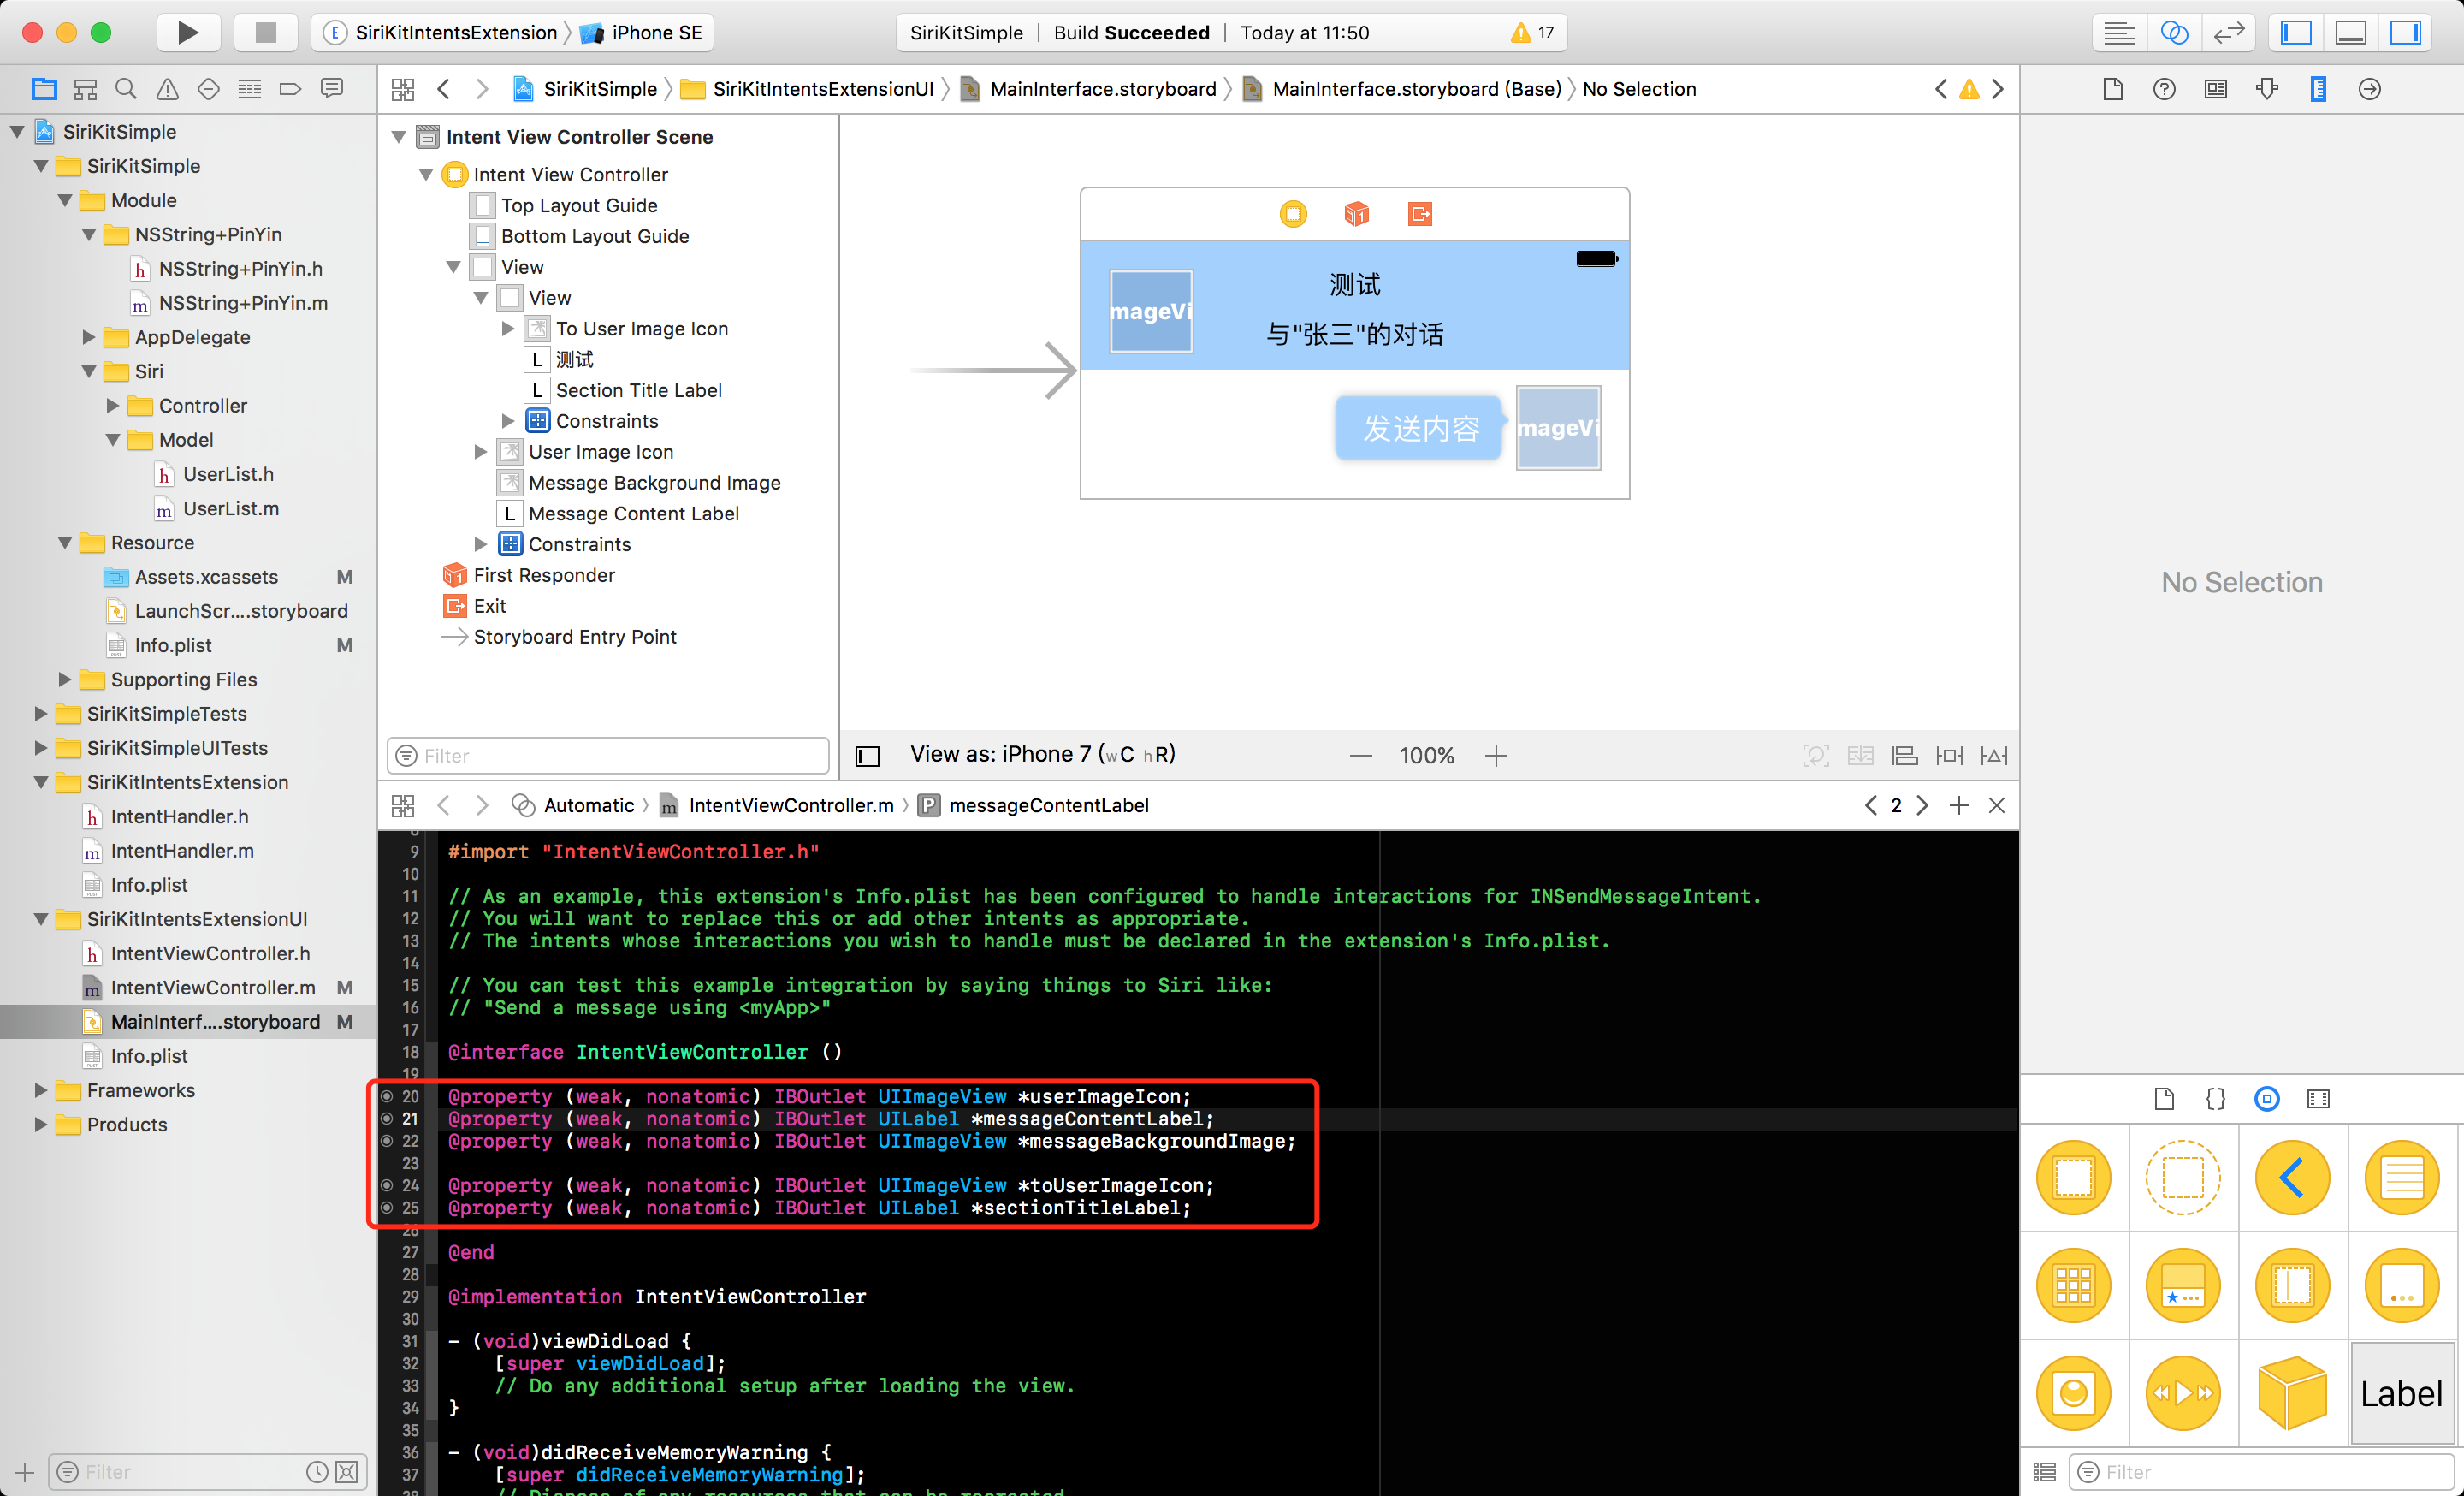 SiriKitIntentsExtension iPhone SE
SiriKitSimple Build Succeeded Today at 11:50 17
SiriKitSimple
SiriKitSimple
Module
NSString+PinYin
NSString+PinYin.h
NSString+PinYin.m
AppDelegate
Siri
Controller
Model
UserList.h
UserList.m
Resource
Assets.xcassets M
LaunchScr....storyboard
Info.plist M
Supporting Files
SiriKitSimpleTests
SiriKitSimpleUITests
SiriKitIntentsExtension
IntentHandler.h
IntentHandler.m
Info.plist
SiriKitIntentsExtensionUI
IntentViewController.h
IntentViewController.m M
MainInterf....storyboard M
Info.plist
Frameworks
Products
Filter
SiriKitSimple SiriKitIntentsExtensionUI MainInterface.storyboard MainInterface.storyboard (Base) No Selection
Intent View Controller Scene
Intent View Controller
Top Layout Guide
Bottom Layout Guide
View
View
To User Image Icon
L 测试
L Section Title Label
Constraints
User Image Icon
Message Background Image
L Message Content Label
Constraints
First Responder
Exit
Storyboard Entry Point
Filter
测试
mageVi
与"张三"的对话
发送内容
mageVi
View as: iPhone 7 (wC hR) 100%
Automatic IntentViewController.m P messageContentLabel 2
9 #import "IntentViewController.h"
10
11 // As an example, this extension's Info.plist has been configured to handle interactions for INSendMessageIntent.
12 // You will want to replace this or add other intents as appropriate.
13 // The intents whose interactions you wish to handle must be declared in the extension's Info.plist.
14
15 // You can test this example integration by saying things to Siri like:
16 // "Send a message using <myApp>"
17
18 @interface IntentViewController ()
19
20 @property (weak, nonatomic) IBOutlet UIImageView *userImageIcon;
21 @property (weak, nonatomic) IBOutlet UILabel *messageContentLabel;
22 @property (weak, nonatomic) IBOutlet UIImageView *messageBackgroundImage;
23
24 @property (weak, nonatomic) IBOutlet UIImageView *toUserImageIcon;
25 @property (weak, nonatomic) IBOutlet UILabel *sectionTitleLabel;
26
27 @end
28
29 @implementation IntentViewController
30
31 - (void)viewDidLoad {
32 [super viewDidLoad];
33 // Do any additional setup after loading the view.
34 }
35
36 - (void)didReceiveMemoryWarning {
37 [super didReceiveMemoryWarning];
No Selection
Label
Filter